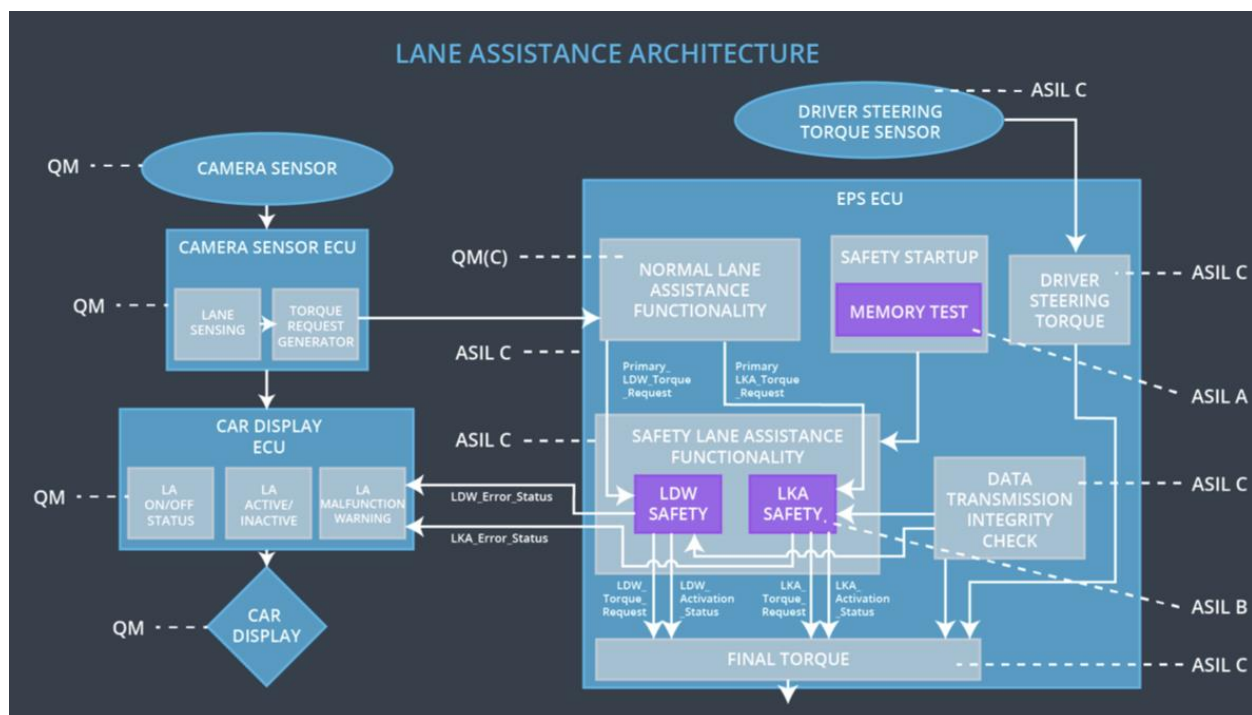 LANE ASSISTANCE ARCHITECTURE
ASIL C
DRIVER STEERING
TORQUE SENSOR
QM
CAMERA SENSOR
EPS ECU
CAMERA SENSOR ECU
QM
LANE
SENSING
TORQUE
REQUEST
GENERATOR
QM(C)
NORMAL LANE
ASSISTANCE
FUNCTIONALITY
SAFETY STARTUP
MEMORY TEST
DRIVER
STEERING
TORQUE
ASIL C
ASIL C
Primary_
LDW_Torque
_Request
Primary
LKA_Torque
_Request
ASIL A
CAR DISPLAY
ECU
QM
LA
ON/OFF
STATUS
LA
ACTIVE/
INACTIVE
LA
MALFUNCTION
WARNING
ASIL C
SAFETY LANE ASSISTANCE
FUNCTIONALITY
LDW_Error_Status
LKA_Error_Status
LDW
SAFETY
LKA
SAFETY
DATA
TRANSMISSION
INTEGRITY
CHECK
ASIL C
LDW_
Torque_
Request
LDW_
Activation
_Status
LKA_
Torque_
Request
LKA_
Activation
_Status
ASIL B
QM
CAR
DISPLAY
FINAL TORQUE
ASIL C